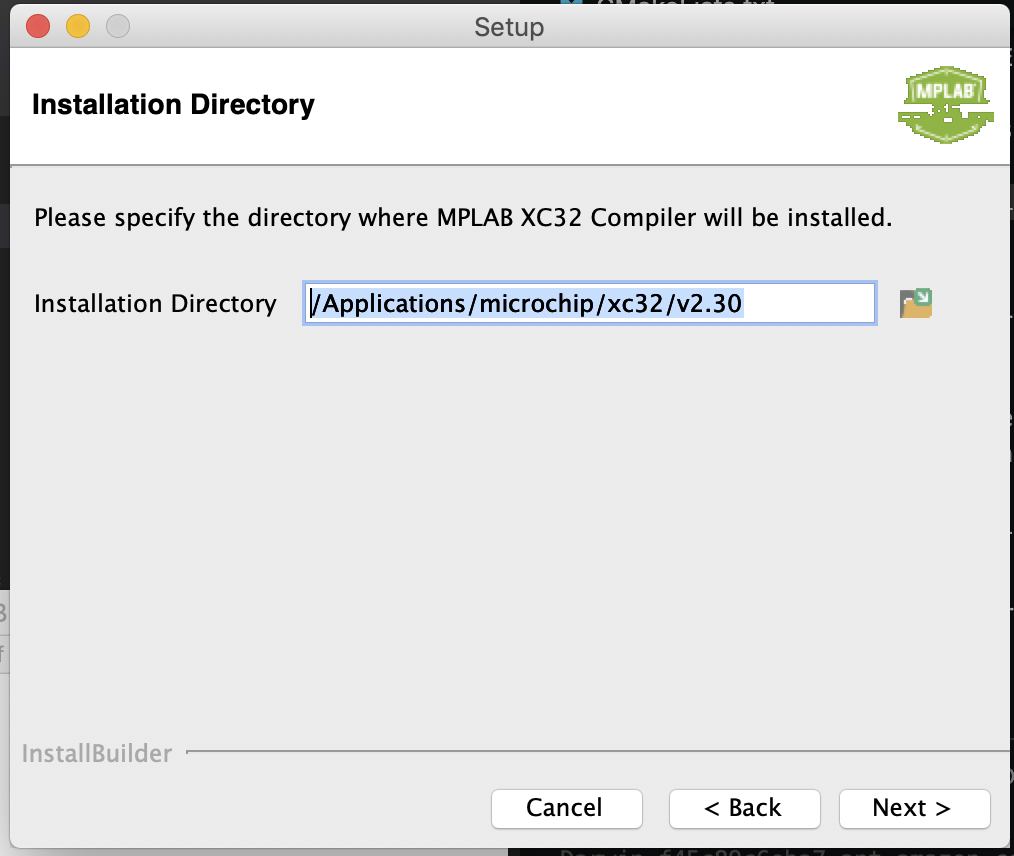 Setup
Installation Directory
MPLAB
Please specify the directory where MPLAB XC32 Compiler will be installed.
Installation Directory /Applications/microchip/xc32/v2.30
InstallBuilder
Cancel < Back Next >